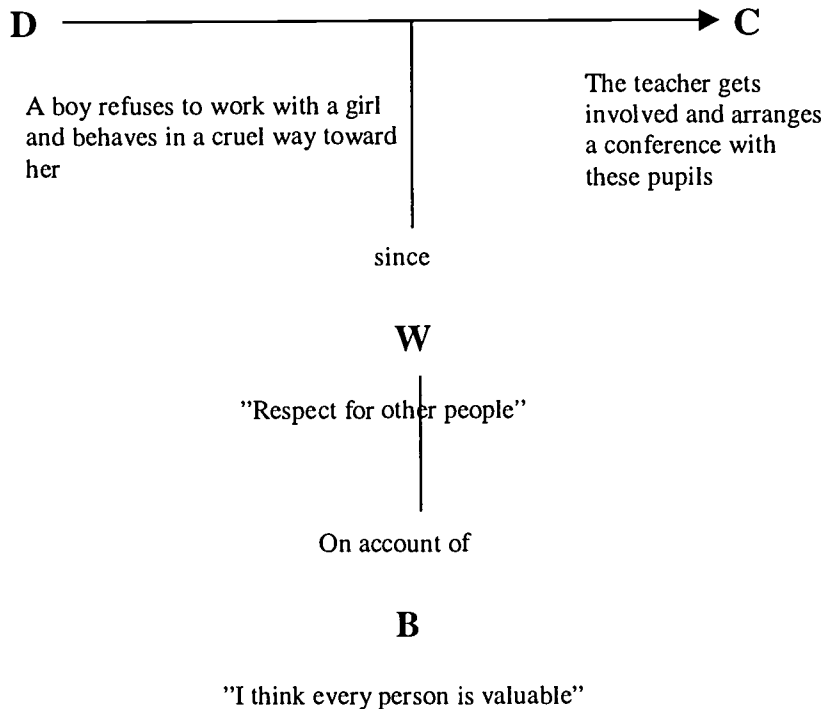 D C
A boy refuses to work with a girl
and behaves in a cruel way toward
her
The teacher gets
involved and arranges
a conference with
these pupils
since
W
”Respect for other people”
On account of
B
”I think every person is valuable”